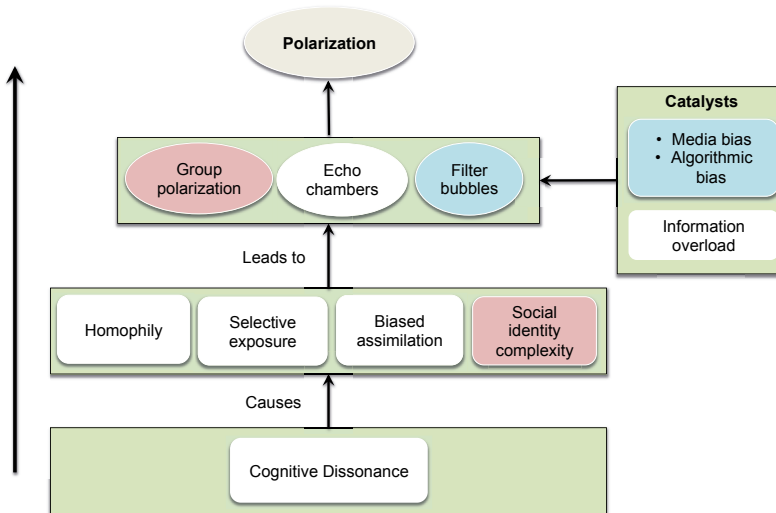 Polarization
Catalysts
• Media bias
• Algorithmic
bias
Information
overload
Group
polarization
Echo
chambers
Filter
bubbles
Leads to
Homophily
Selective
exposure
Biased
assimilation
Social
identity
complexity
Causes
Cognitive Dissonance